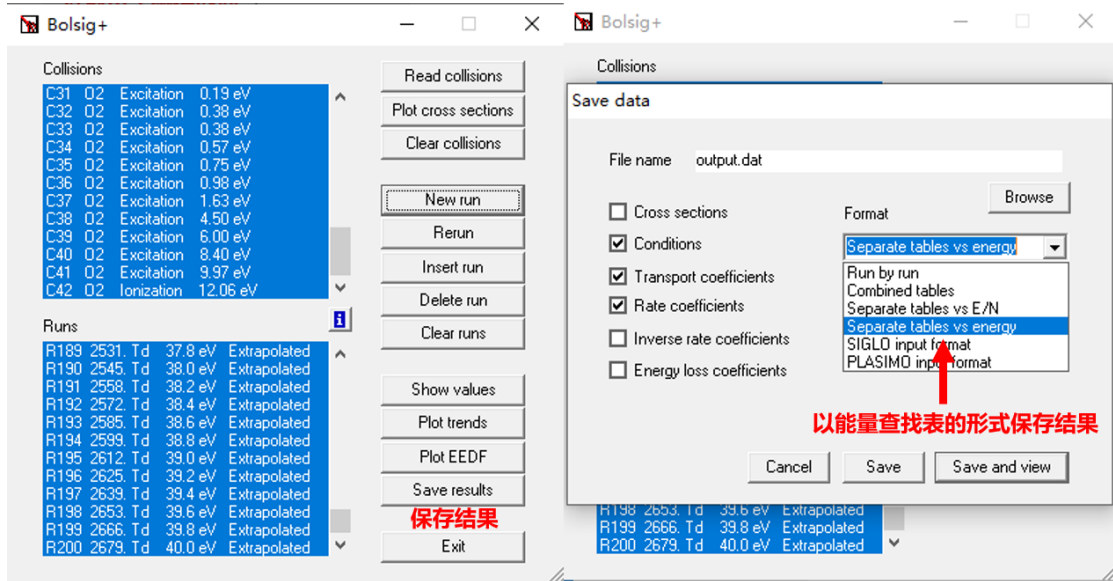 Bolsig+
Collisions
C31 O2 Excitation 0.19 eV
C32 O2 Excitation 0.38 eV
C33 O2 Excitation 0.38 eV
C34 O2 Excitation 0.57 eV
C35 O2 Excitation 0.75 eV
C36 O2 Excitation 0.98 eV
C37 O2 Excitation 1.63 eV
C38 O2 Excitation 4.50 eV
C39 O2 Excitation 6.00 eV
C40 O2 Excitation 8.40 eV
C41 O2 Excitation 9.97 eV
C42 O2 Ionization 12.06 eV
Runs
R189 2531. Td 37.8 eV Extrapolated
R190 2545. Td 38.0 eV Extrapolated
R191 2558. Td 38.2 eV Extrapolated
R192 2572. Td 38.4 eV Extrapolated
R193 2585. Td 38.6 eV Extrapolated
R194 2599. Td 38.8 eV Extrapolated
R195 2612. Td 39.0 eV Extrapolated
R196 2625. Td 39.2 eV Extrapolated
R197 2639. Td 39.4 eV Extrapolated
R198 2653. Td 39.6 eV Extrapolated
R199 2666. Td 39.8 eV Extrapolated
R200 2679. Td 40.0 eV Extrapolated
Read collisions
Plot cross sections
Clear collisions
New run
Rerun
Insert run
Delete run
Clear runs
Show values
Plot trends
Plot EEDF
Save results
保存结果
Exit
Bolsig+
Collisions
Save data
File name output.dat
Browse
Cross sections
Conditions
Transport coefficients
Rate coefficients
Inverse rate coefficients
Energy loss coefficients
Format
Separate tables vs energy
Run by run
Combined tables
Separate tables vs E/N
Separate tables vs energy
SIGLO input format
PLASIMO input format
以能量查找表的形式保存结果
Cancel
Save
Save and view
R198 2653. Td 39.6 eV Extrapolated
R199 2666. Td 39.8 eV Extrapolated
R200 2679. Td 40.0 eV Extrapolated